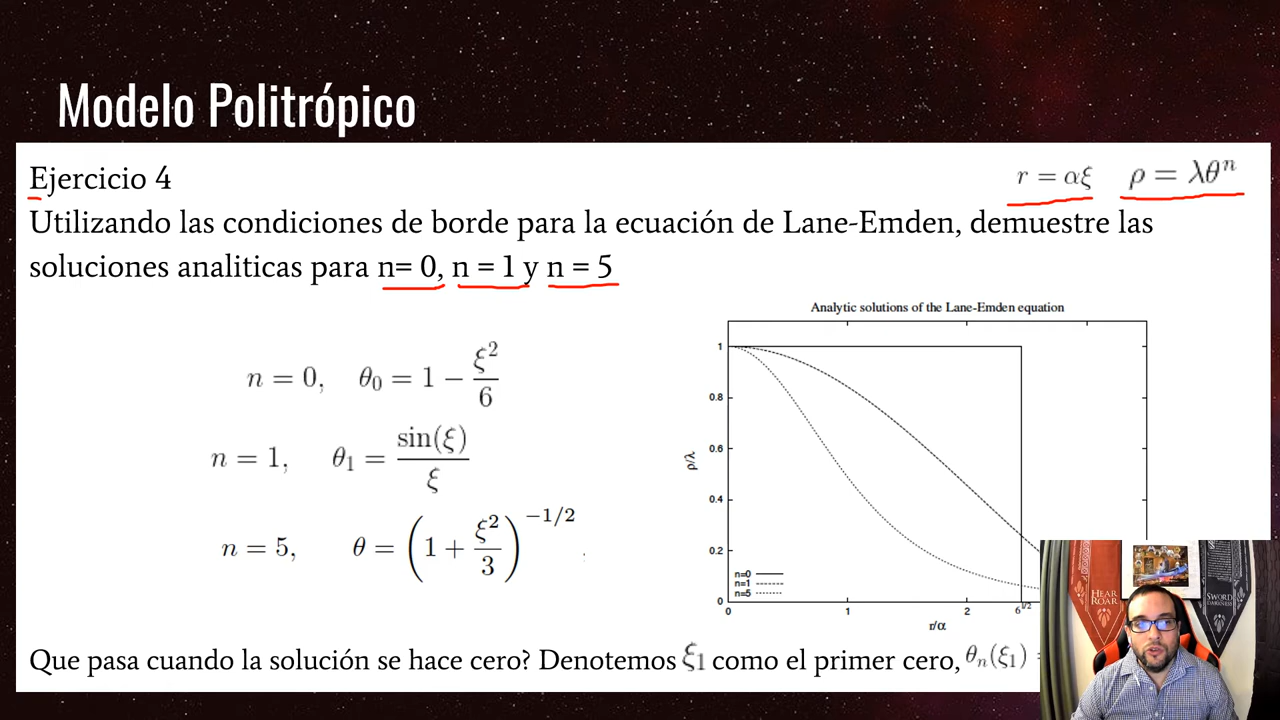 Modelo Politrópico
Ejercicio 4
r = αξ ρ = λθⁿ
Utilizando las condiciones de borde para la ecuación de Lane-Emden, demuestre las
soluciones analiticas para n= 0, n = 1 y n = 5
n = 0, θ₀ = 1 − ξ²/6
n = 1, θ₁ = sin(ξ)/ξ
n = 5, θ = (1 + ξ²/3)^(−1/2)
Analytic solutions of the Lane-Emden equation
1
0.8
0.6
0.4
0.2
0
ρ/λ
n=0
n=1
n=5
0 1 2 6^(1/2)
r/α
HEAR
ROAR
SWORD
DARKNESS
Que pasa cuando la solución se hace cero? Denotemos ξ₁ como el primer cero, θₙ(ξ₁)